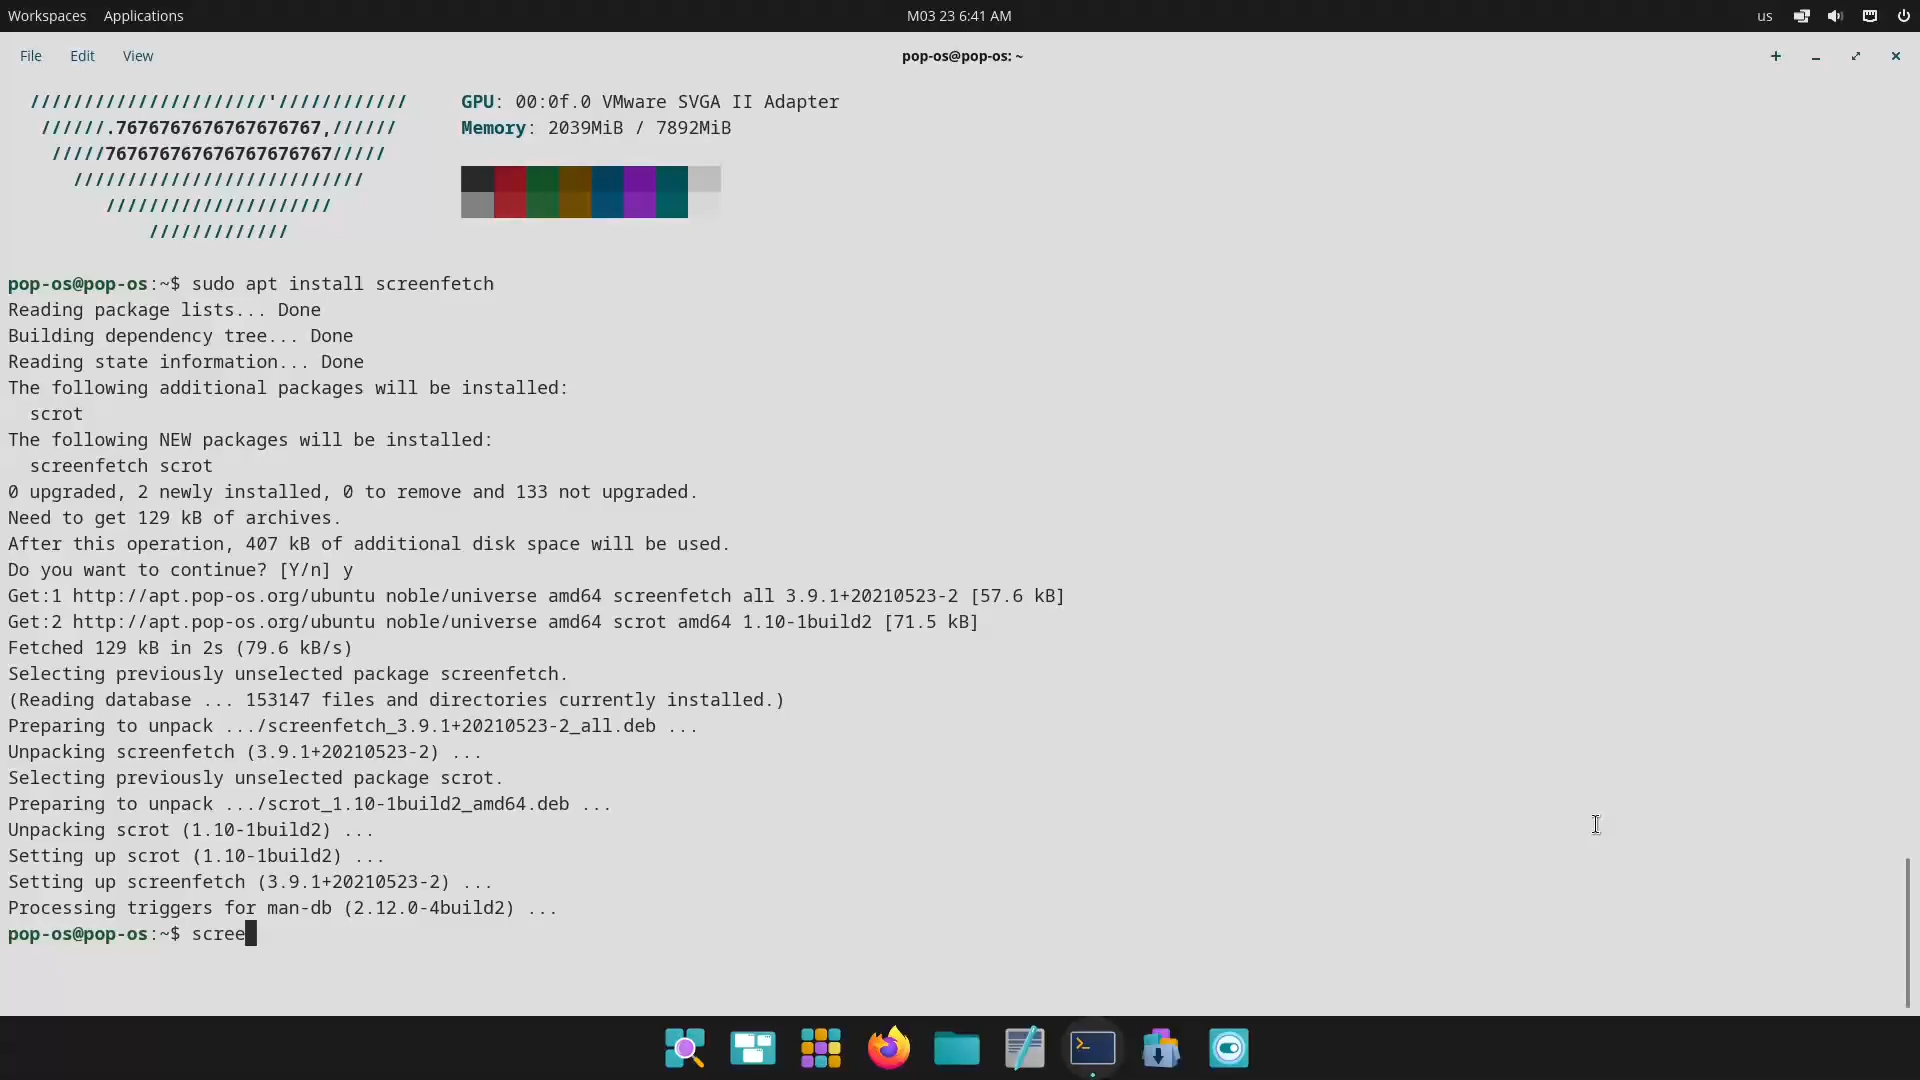 Workspaces Applications M03 23 6:41 AM us
File Edit View pop-os@pop-os: ~
//////////////////////'//////////// GPU: 00:0f.0 VMware SVGA II Adapter
//////.7676767676767676767,////// Memory: 2039MiB / 7892MiB
/////767676767676767676767/////
///////////////////////////
/////////////////////
/////////////
pop-os@pop-os:~$ sudo apt install screenfetch
Reading package lists... Done
Building dependency tree... Done
Reading state information... Done
The following additional packages will be installed:
scrot
The following NEW packages will be installed:
screenfetch scrot
0 upgraded, 2 newly installed, 0 to remove and 133 not upgraded.
Need to get 129 kB of archives.
After this operation, 407 kB of additional disk space will be used.
Do you want to continue? [Y/n] y
Get:1 http://apt.pop-os.org/ubuntu noble/universe amd64 screenfetch all 3.9.1+20210523-2 [57.6 kB]
Get:2 http://apt.pop-os.org/ubuntu noble/universe amd64 scrot amd64 1.10-1build2 [71.5 kB]
Fetched 129 kB in 2s (79.6 kB/s)
Selecting previously unselected package screenfetch.
(Reading database ... 153147 files and directories currently installed.)
Preparing to unpack .../screenfetch_3.9.1+20210523-2_all.deb ...
Unpacking screenfetch (3.9.1+20210523-2) ...
Selecting previously unselected package scrot.
Preparing to unpack .../scrot_1.10-1build2_amd64.deb ...
Unpacking scrot (1.10-1build2) ...
Setting up scrot (1.10-1build2) ...
Setting up screenfetch (3.9.1+20210523-2) ...
Processing triggers for man-db (2.12.0-4build2) ...
pop-os@pop-os:~$ scree